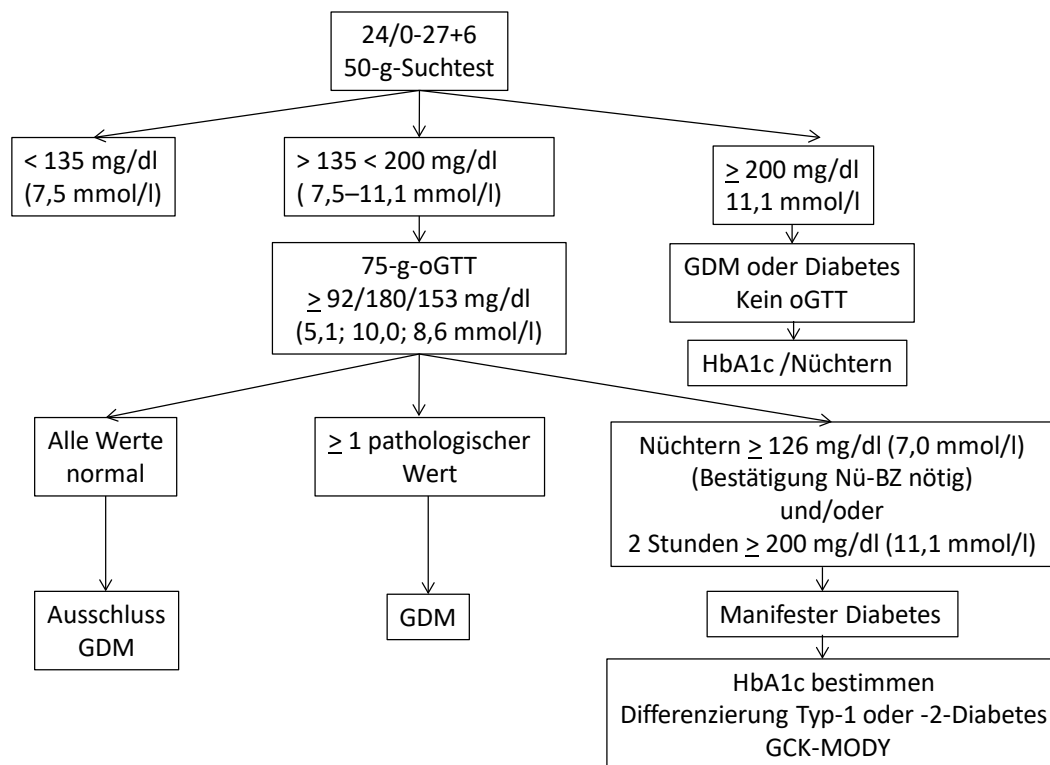 24/0-27+6
50-g-Suchtest
< 135 mg/dl
(7,5 mmol/l)
> 135 < 200 mg/dl
( 7,5–11,1 mmol/l)
≥ 200 mg/dl
11,1 mmol/l
75-g-oGTT
≥ 92/180/153 mg/dl
(5,1; 10,0; 8,6 mmol/l)
GDM oder Diabetes
Kein oGTT
HbA1c /Nüchtern
Alle Werte
normal
≥ 1 pathologischer
Wert
Nüchtern ≥ 126 mg/dl (7,0 mmol/l)
(Bestätigung Nü-BZ nötig)
und/oder
2 Stunden ≥ 200 mg/dl (11,1 mmol/l)
Ausschluss
GDM
GDM
Manifester Diabetes
HbA1c bestimmen
Differenzierung Typ-1 oder -2-Diabetes
GCK-MODY